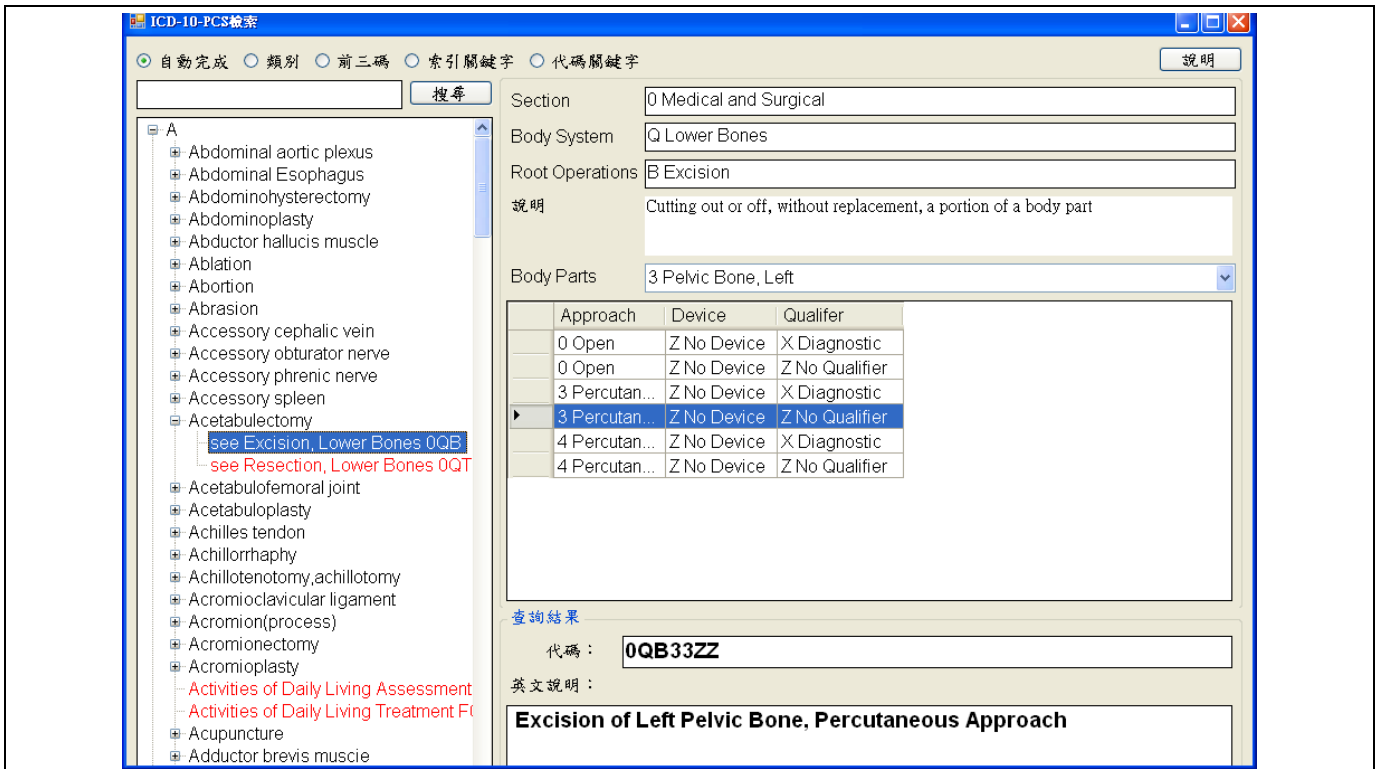 ICD-10-PCS檢索
自動完成 類別 前三碼 索引關鍵字 代碼關鍵字 說明
搜尋
A
Abdominal aortic plexus
Abdominal Esophagus
Abdominohysterectomy
Abdominoplasty
Abductor hallucis muscle
Ablation
Abortion
Abrasion
Accessory cephalic vein
Accessory obturator nerve
Accessory phrenic nerve
Accessory spleen
Acetabulectomy
see Excision, Lower Bones 0QB
see Resection, Lower Bones 0QT
Acetabulofemoral joint
Acetabuloplasty
Achilles tendon
Achillorrhaphy
Achillotenotomy,achillotomy
Acromioclavicular ligament
Acromion(process)
Acromionectomy
Acromioplasty
Activities of Daily Living Assessment
Activities of Daily Living Treatment F
Acupuncture
Adductor brevis muscie
Section 0 Medical and Surgical
Body System Q Lower Bones
Root Operations B Excision
說明 Cutting out or off, without replacement, a portion of a body part
Body Parts 3 Pelvic Bone, Left
Approach Device Qualifer
0 Open Z No Device X Diagnostic
0 Open Z No Device Z No Qualifier
3 Percutan... Z No Device X Diagnostic
3 Percutan... Z No Device Z No Qualifier
4 Percutan... Z No Device X Diagnostic
4 Percutan... Z No Device Z No Qualifier
查詢結果
代碼： 0QB33ZZ
英文說明：
Excision of Left Pelvic Bone, Percutaneous Approach